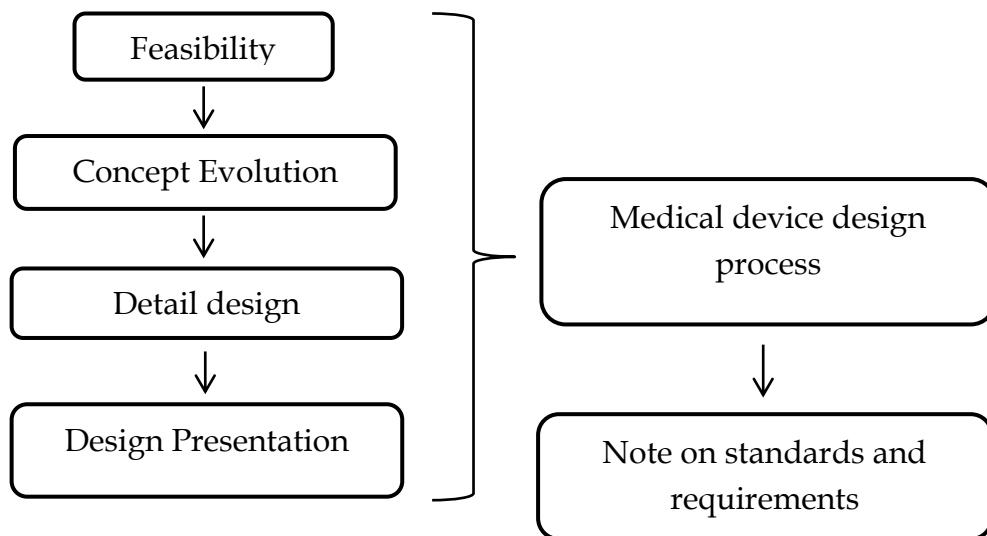 Feasibility
Concept Evolution
Detail design
Design Presentation
Medical device design
process
Note on standards and
requirements